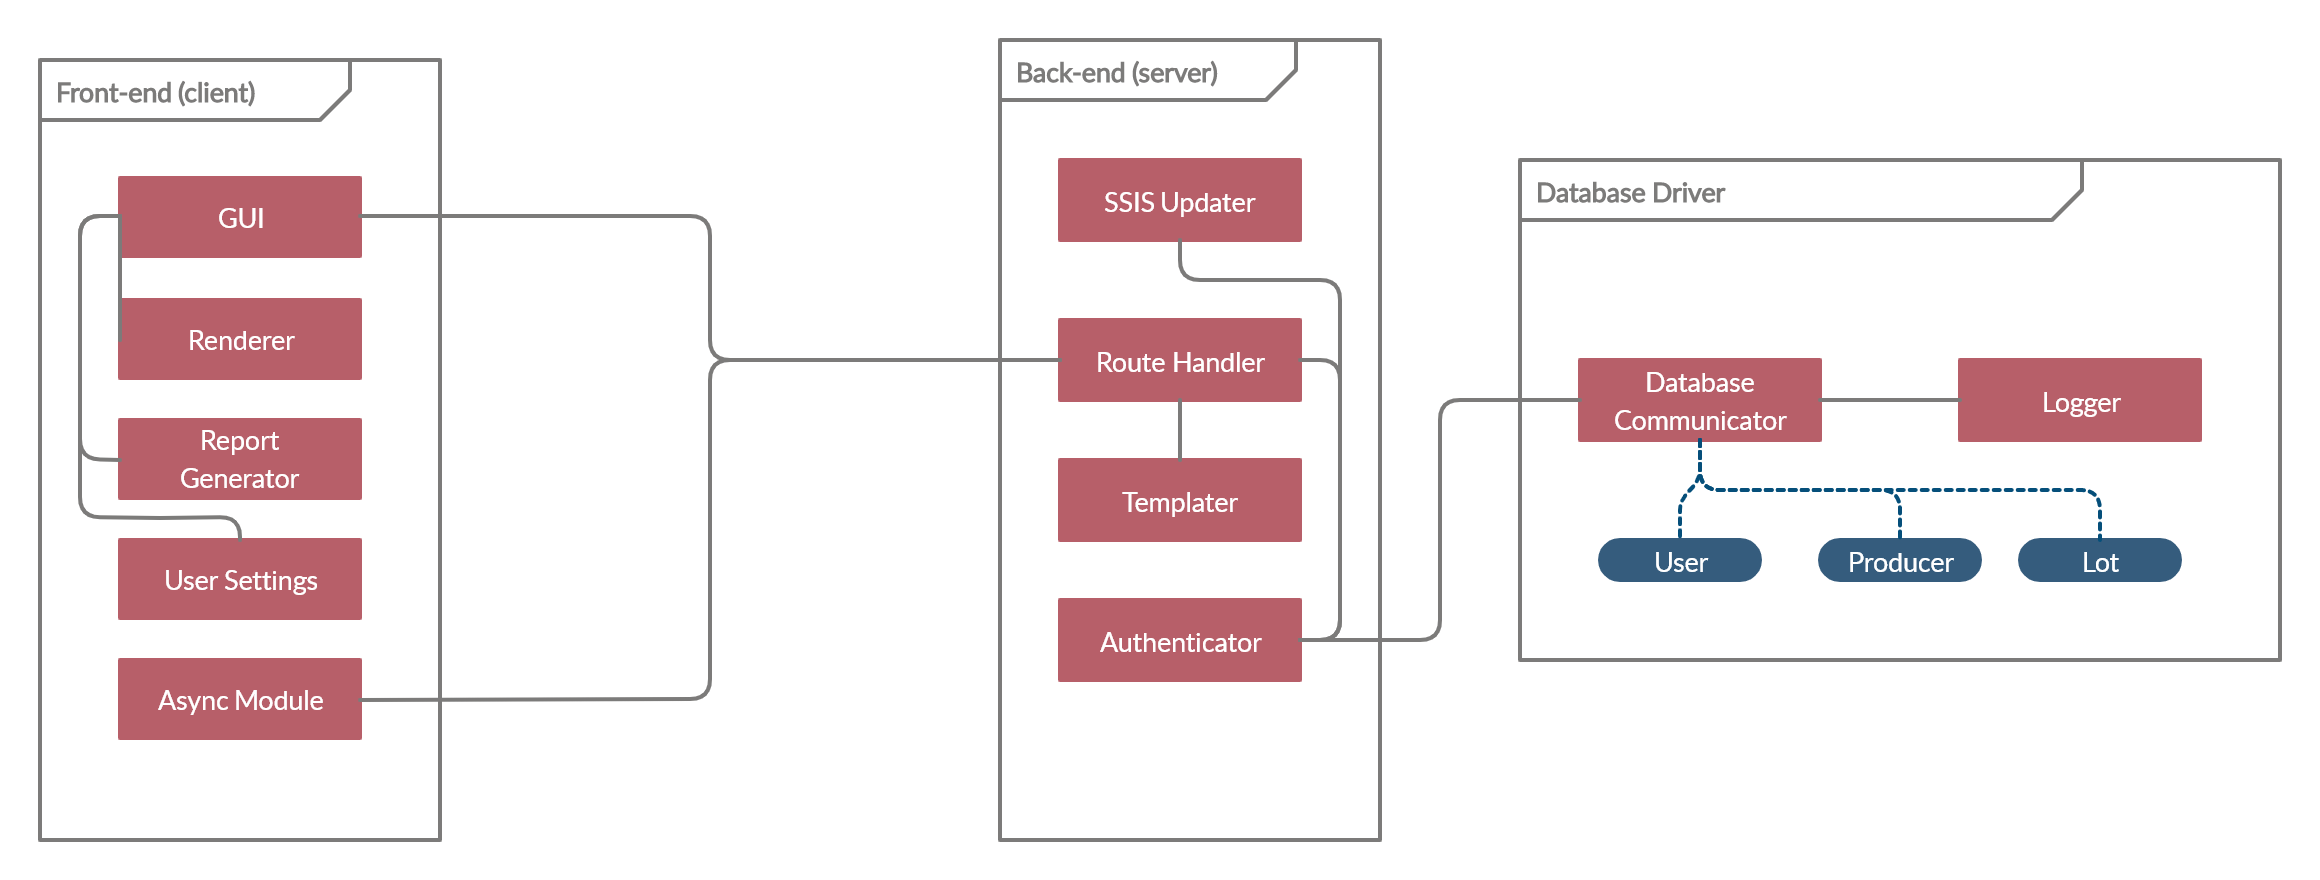 Front-end (client)
GUI
Renderer
Report
Generator
User Settings
Async Module
Back-end (server)
SSIS Updater
Route Handler
Templater
Authenticator
Database Driver
Database
Communicator
Logger
User
Producer
Lot